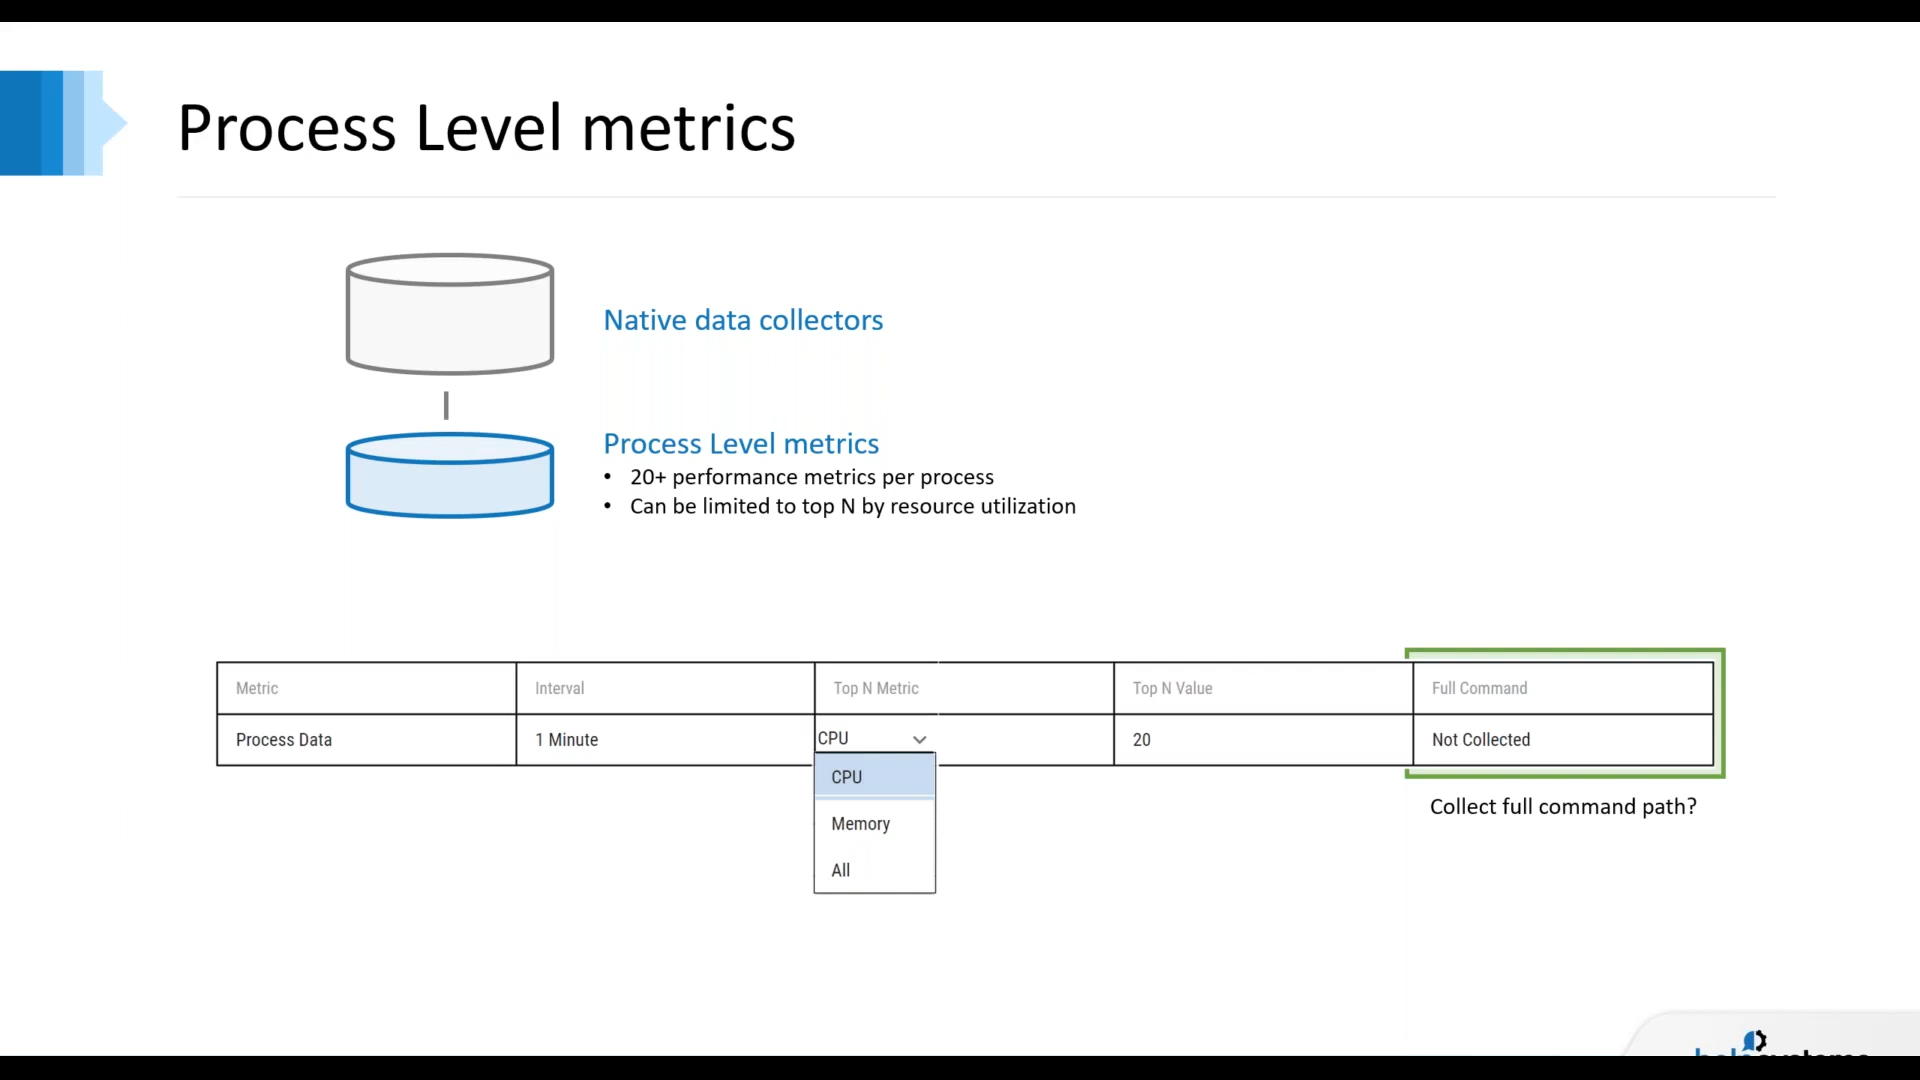 Process Level metrics
Native data collectors
Process Level metrics
• 20+ performance metrics per process
• Can be limited to top N by resource utilization
Metric Interval Top N Metric Top N Value Full Command
Process Data 1 Minute CPU 20 Not Collected
CPU
Memory
All
Collect full command path?